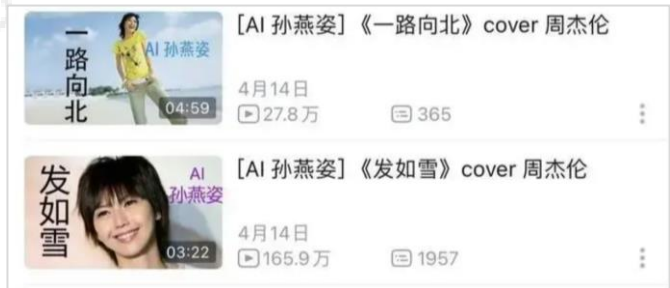 一路向北
AI 孙燕姿
04:59
[AI 孙燕姿]《一路向北》cover 周杰伦
4月14日
27.8万
365
发如雪
AI
孙燕姿
03:22
[AI 孙燕姿]《发如雪》cover 周杰伦
4月14日
165.9万
1957